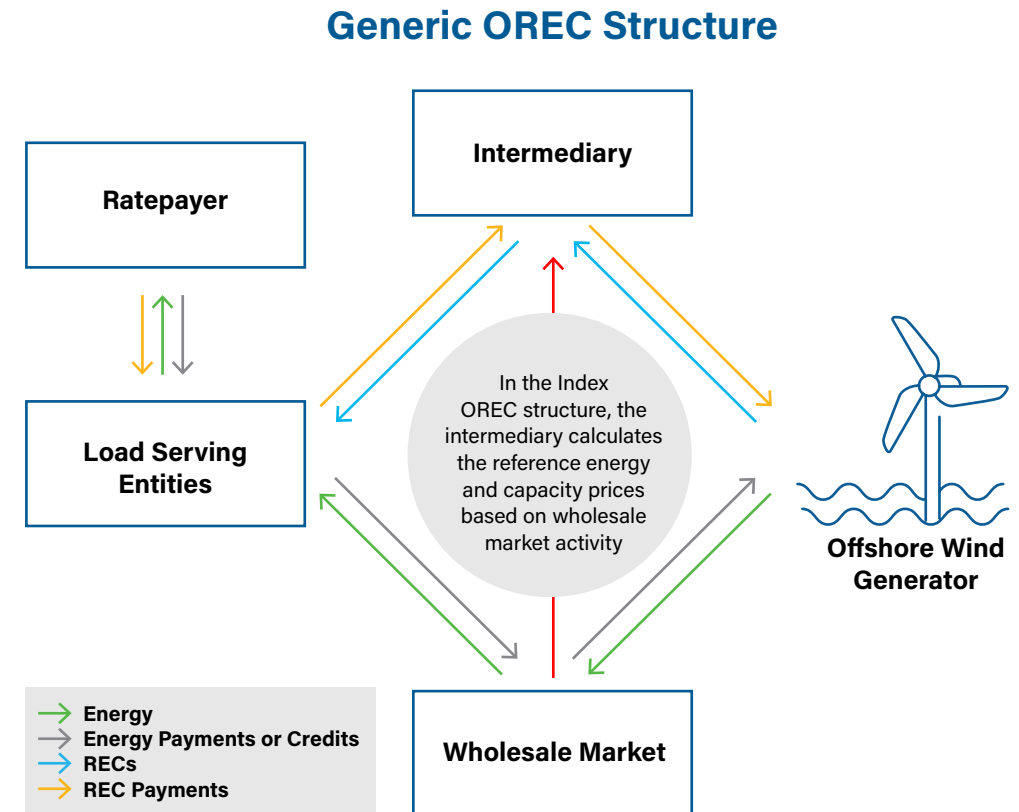 Generic OREC Structure
Intermediary
Ratepayer
In the Index
OREC structure, the
intermediary calculates
the reference energy
and capacity prices
based on wholesale
market activity
Load Serving
Entities
Offshore Wind
Generator
Wholesale Market
Energy
Energy Payments or Credits
RECs
REC Payments